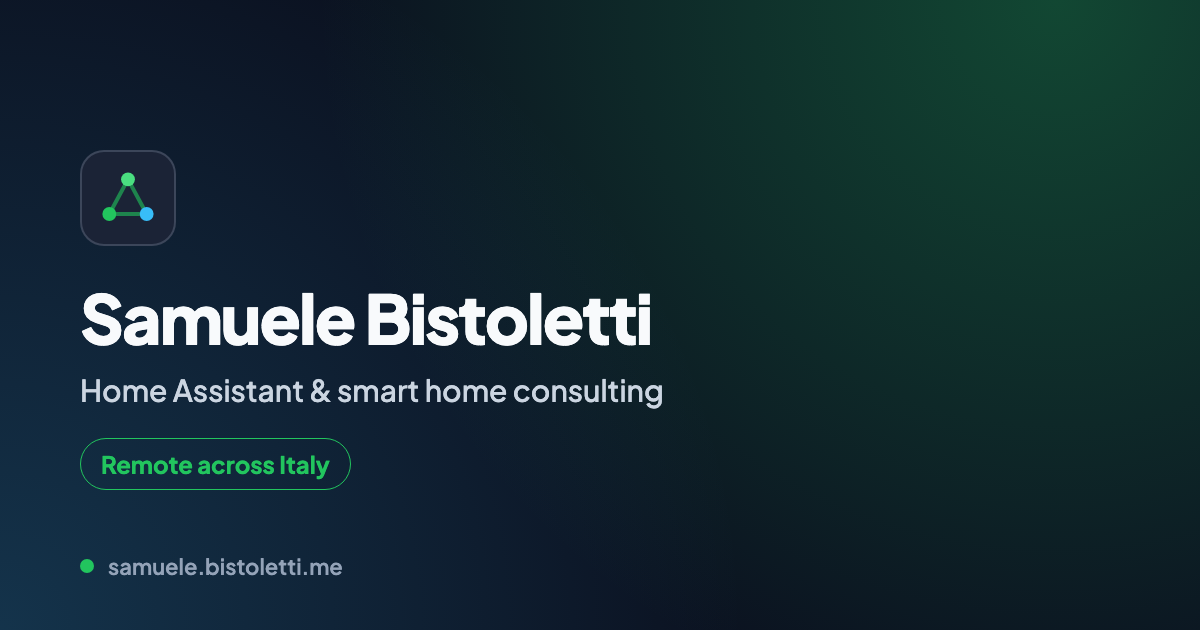 Samuele Bistoletti
Home Assistant & smart home consulting
Remote across Italy
samuele.bistoletti.me